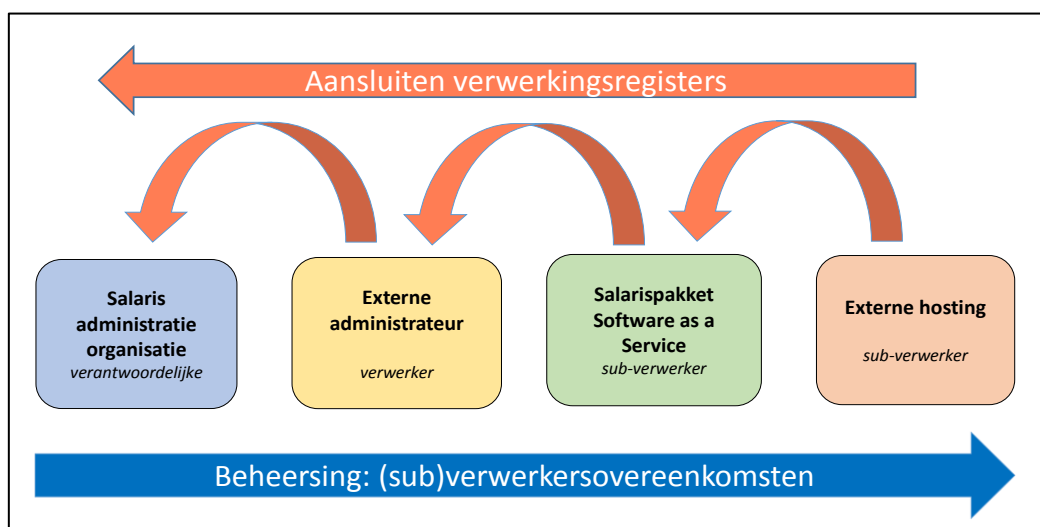 Aansluiten verwerkingsregisters
Salaris
administratie
organisatie
verantwoordelijke
Externe
administrateur
verwerker
Salarispakket
Software as a
Service
sub-verwerker
Externe hosting
sub-verwerker
Beheersing: (sub)verwerkersovereenkomsten